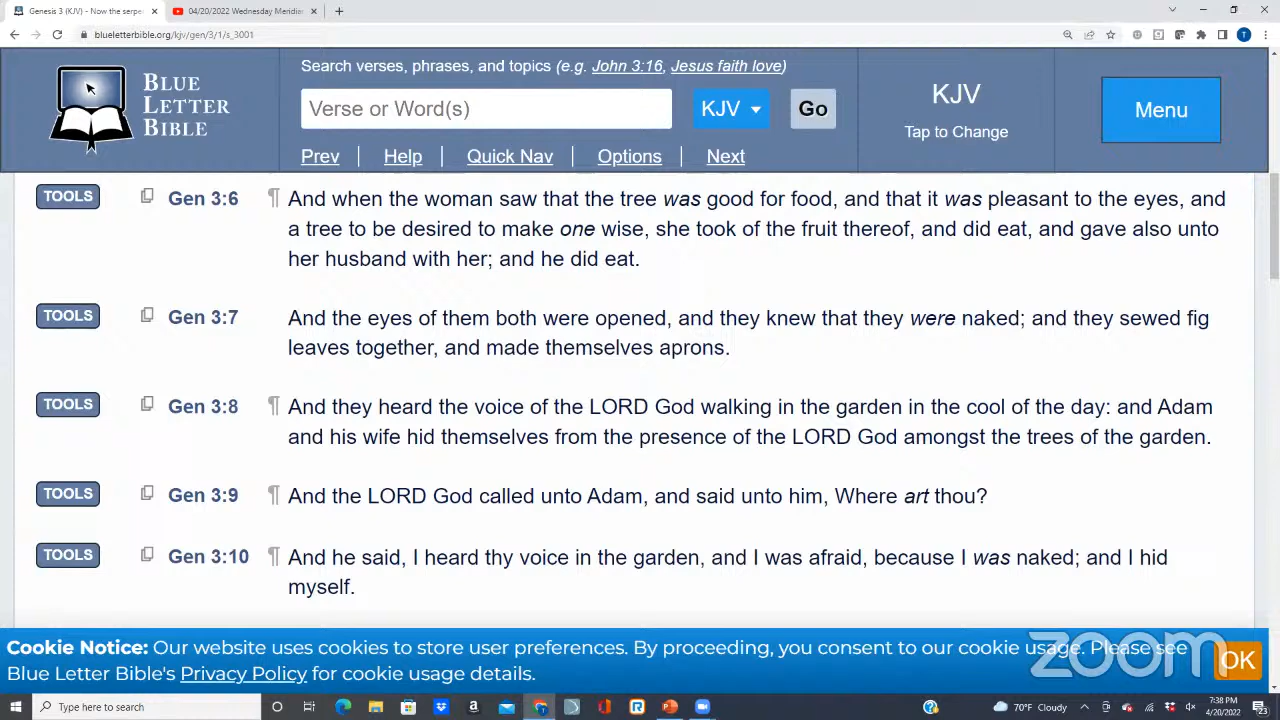 Genesis 3 (KJV) - Now the serpe
04/20/2022 Wednesday Meridia
blueletterbible.org/kjv/gen/3/1/s_3001
T
BLUE
LETTER
BIBLE
Search verses, phrases, and topics (e.g. John 3:16, Jesus faith love)
Verse or Word(s)
KJV
Go
KJV
Tap to Change
Menu
Prev | Help | Quick Nav | Options | Next
TOOLS Gen 3:6 ¶ And when the woman saw that the tree was good for food, and that it was pleasant to the eyes, and
a tree to be desired to make one wise, she took of the fruit thereof, and did eat, and gave also unto
her husband with her; and he did eat.
TOOLS Gen 3:7 And the eyes of them both were opened, and they knew that they were naked; and they sewed fig
leaves together, and made themselves aprons.
TOOLS Gen 3:8 ¶ And they heard the voice of the LORD God walking in the garden in the cool of the day: and Adam
and his wife hid themselves from the presence of the LORD God amongst the trees of the garden.
TOOLS Gen 3:9 ¶ And the LORD God called unto Adam, and said unto him, Where art thou?
TOOLS Gen 3:10 ¶ And he said, I heard thy voice in the garden, and I was afraid, because I was naked; and I hid
myself.
Cookie Notice: Our website uses cookies to store user preferences. By proceeding, you consent to our cookie usage. Please see
Blue Letter Bible's Privacy Policy for cookie usage details.
OK
zoom
Type here to search
70°F Cloudy
7:38 PM
4/20/2022
23